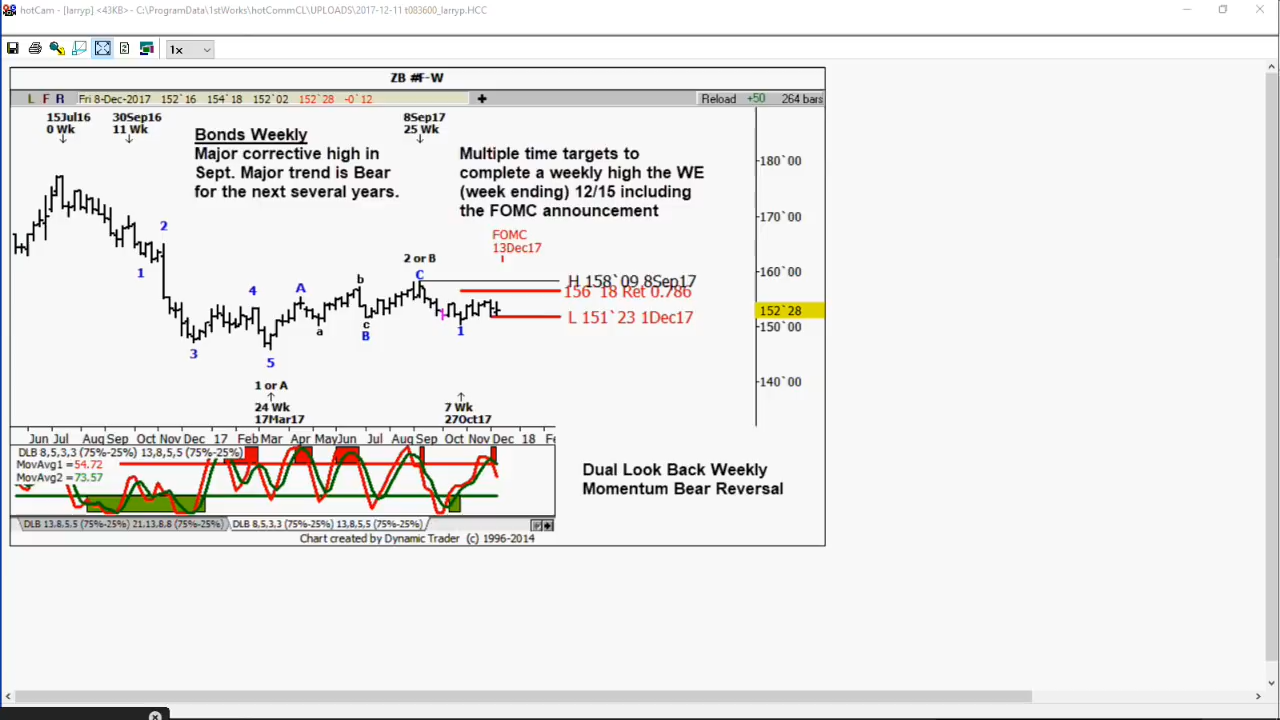 hotCam - [larryp] <43KB> - C:\ProgramData\1stWorks\hotCommCL\UPLOADS\2017-12-11 t083600_larryp.HCC
1x
ZB #F-W
L F R Fri 8-Dec-2017 152`16 154`18 152`02 152`28 -0`12
Reload +50 264 bars
15Jul16
0 Wk
30Sep16
11 Wk
8Sep17
25 Wk
Bonds Weekly
Major corrective high in
Sept. Major trend is Bear
for the next several years.
Multiple time targets to
complete a weekly high the WE
(week ending) 12/15 including
the FOMC announcement
FOMC
13Dec17
180`00
170`00
160`00
152`28
150`00
140`00
2
1
2 or B
C
H 158`09 8Sep17
156`18 Ret 0.786
L 151`23 1Dec17
4
A
b
a
c
B
1
3
5
1 or A
24 Wk
17Mar17
7 Wk
27Oct17
Jun Jul Aug Sep Oct Nov Dec 17 Feb Mar Apr May Jun Jul Aug Sep Oct Nov Dec 18 Fe
DLB 8,5,3,3 (75%-25%) 13,8,5,5 (75%-25%)
MovAvg1 =54.72
MovAvg2 =73.57
Dual Look Back Weekly
Momentum Bear Reversal
DLB 13.8.5.5 (75%-25%) 21.13.8.8 (75%-25%) DLB 8,5,3,3 (75%-25%) 13,8,5,5 (75%-25%)
Chart created by Dynamic Trader (c) 1996-2014